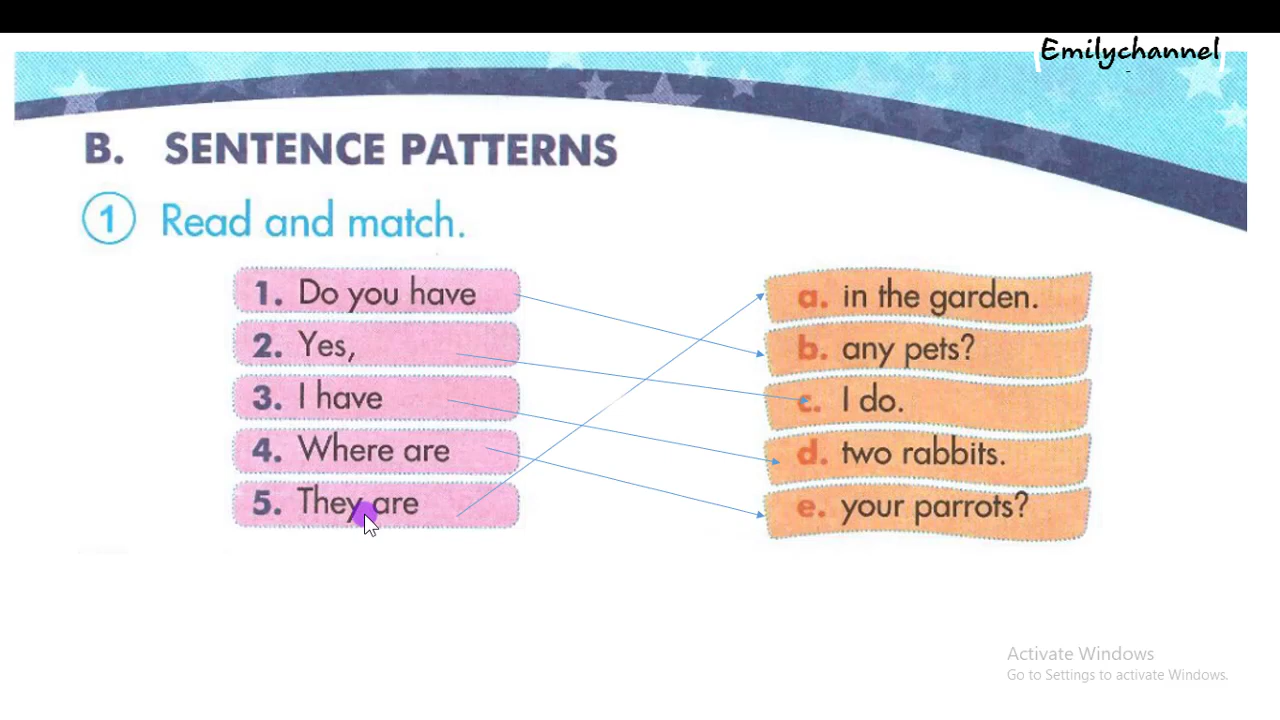 Emilychannel
B. SENTENCE PATTERNS
1 Read and match.
1. Do you have
a. in the garden.
2. Yes,
b. any pets?
3. I have
c. I do.
4. Where are
d. two rabbits.
5. They are
e. your parrots?
Activate Windows
Go to Settings to activate Windows.